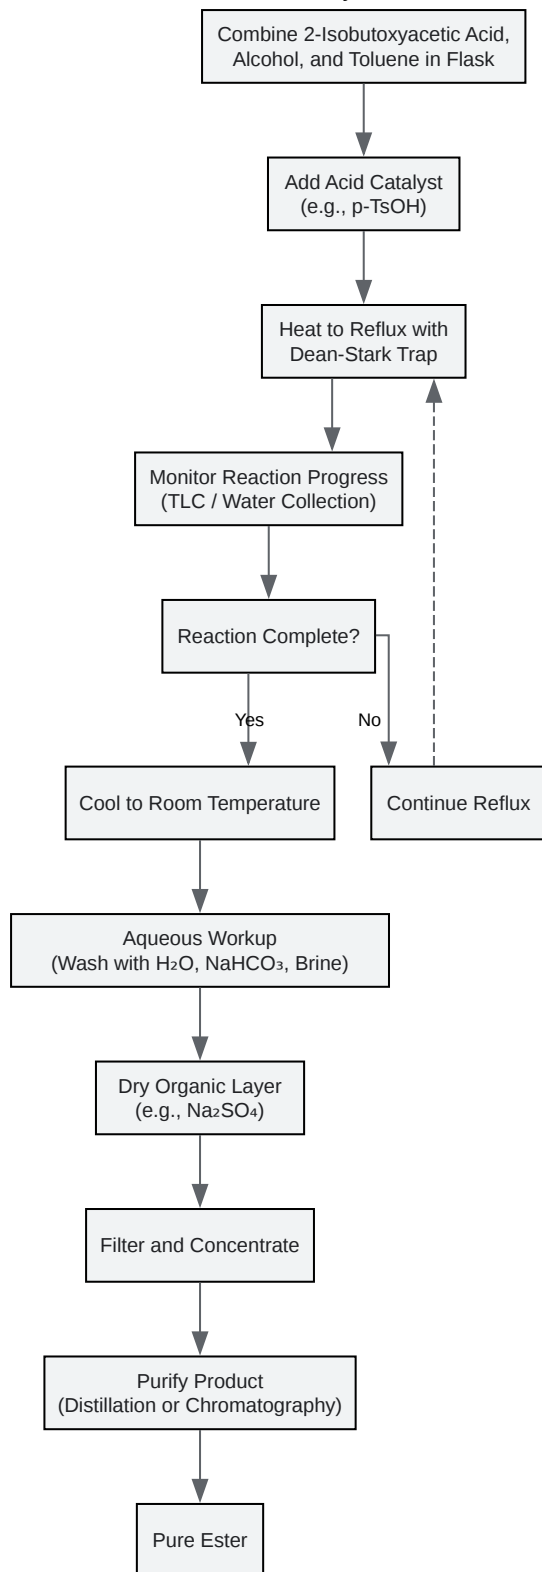 Combine 2-Isobutoxyacetic Acid,
Alcohol, and Toluene in Flask
Add Acid Catalyst
(e.g., p-TsOH)
Heat to Reflux with
Dean-Stark Trap
Monitor Reaction Progress
(TLC / Water Collection)
Reaction Complete?
Yes
No
Cool to Room Temperature
Continue Reflux
Aqueous Workup
(Wash with H₂O, NaHCO₃, Brine)
Dry Organic Layer
(e.g., Na₂SO₄)
Filter and Concentrate
Purify Product
(Distillation or Chromatography)
Pure Ester